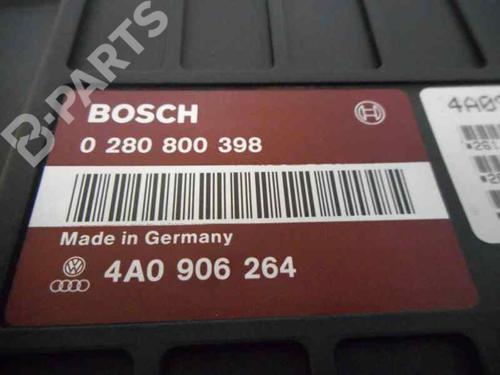 B-PARTS
BOSCH
0 280 800 398
Made in Germany
4A0 906 264